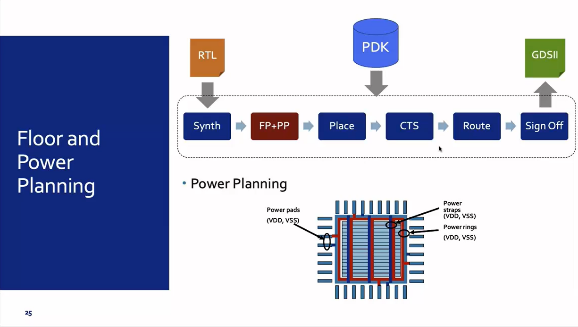 RTL
PDK
GDSII
Synth
FP+PP
Place
CTS
Route
Sign Off
Floor and
Power
Planning
• Power Planning
Power pads
(VDD, VSS)
Power
straps
(VDD, VSS)
Power rings
(VDD, VSS)
25